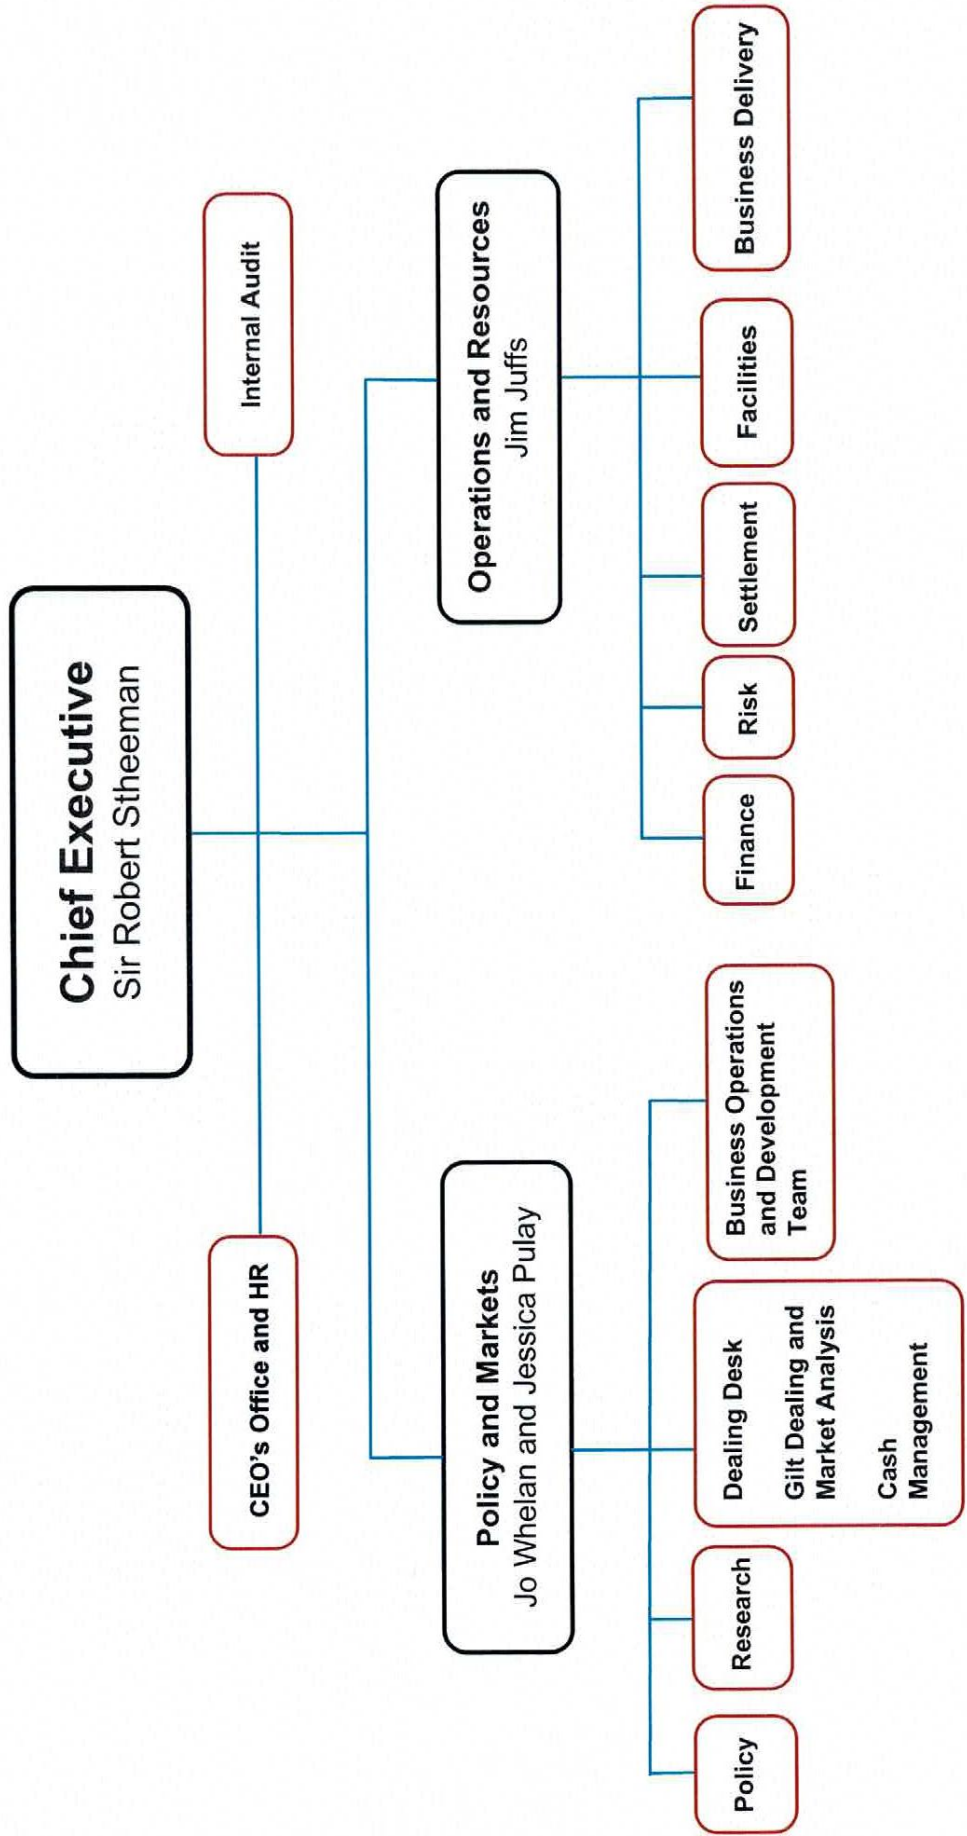 Chief Executive
Sir Robert Stheeman
CEO's Office and HR
Internal Audit
Policy and Markets
Jo Whelan and Jessica Pulay
Operations and Resources
Jim Juffs
Policy
Research
Dealing Desk
Gilt Dealing and
Market Analysis
Cash
Management
Business Operations
and Development
Team
Finance
Risk
Settlement
Facilities
Business Delivery